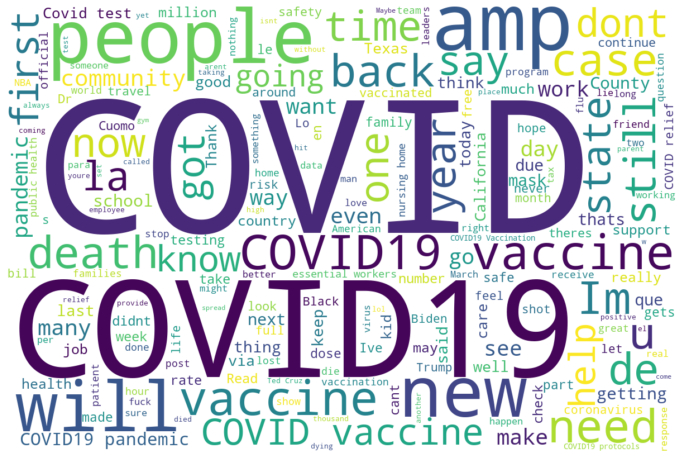 people
amp
COVID
COVID19
will
new
first
Covid test
million
time
dont
case
back
say
community
going
le
safety
Texas
continue
yet
someone
nothing
team
leaders
isnt
Maybe
without
arent
taking
test
official
NBA
Dr
world
travel
good
around
vaccinated
think
much
work
County
program
place
question
always
coming
gym
something
want
en
family
today
free
flu
lie
long
state
still
now
Cuomo
got
Thank
Lo
one
year
day
hope
friend
two
COVID relief
pandemic
public health
para
youre
called
set
la
school
home
data
hit
nursing home
due
mask
never
month
California
tax
parent
s
employee
high
risk
way
man
love
even
thats
support
working
w
country
American
right
theres
stop
testing
death
know
COVID19
COVID19 Vaccination
go
vaccine
bill
families
better
essential workers
number
March
safe
receive
really
relief
provide
take
might
spread
look
Black
virus
kid
Biden
feel
shot
Im
que
gets
positive
great
el
real
come
last
many
didnt
life
next
full
keep
lost
care
u
job
week
done
per
post
via
thing
dose
Ive
said
may
see
Trump
well
help
de
let
health
patient
rate
Read
Ted Cruz
die
vaccination
cant
check
part
getting
hour
fuck
sure
made
died
vaccine
show
thousand
another
happen
make
need
coronavirus
response
COVID19 pandemic
COVID vaccine
dying
COVID19 protocols